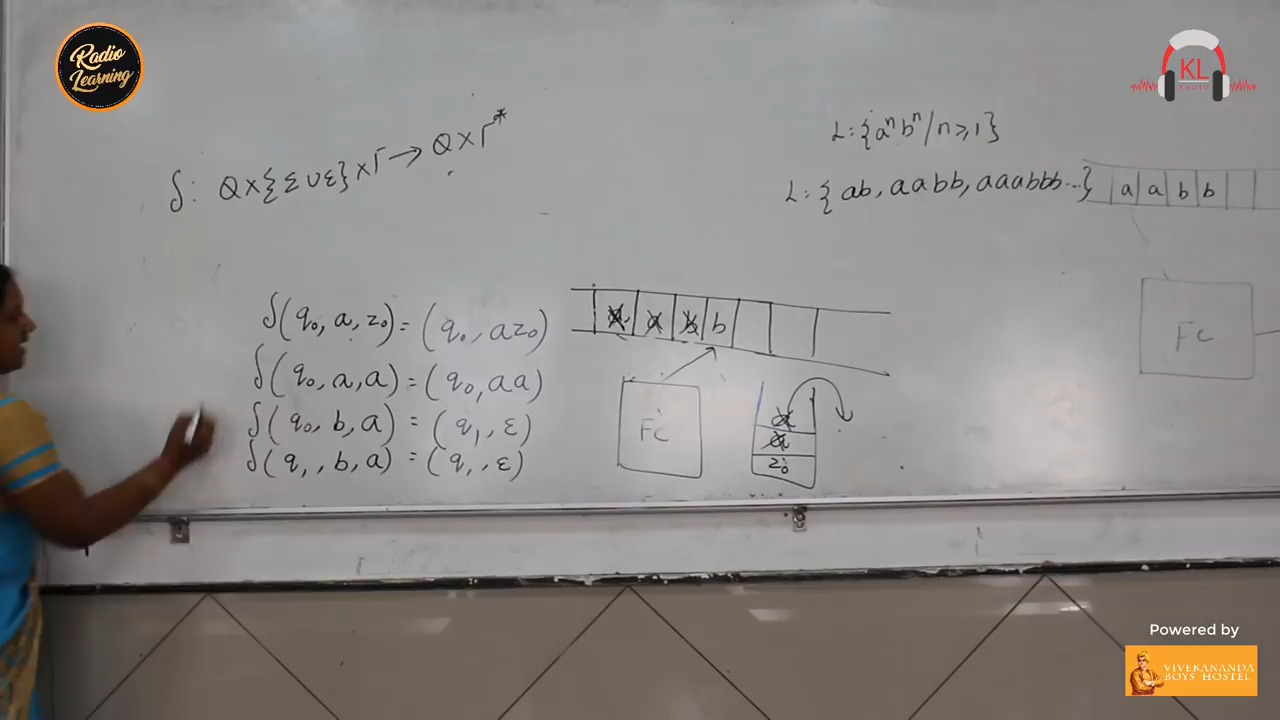 Radio
Learning
KL
RADIO
δ: Q×{Σ∪ε}×Γ→Q×Γ*
L={aⁿbⁿ/n≥1}
L={ab, aabb, aaabbb...}
a a b b
FC
δ(q₀, a, z₀)=(q₀, az₀)
δ(q₀, a, a)=(q₀, aa)
δ(q₀, b, a)=(q₁, ε)
δ(q₁, b, a)=(q₁, ε)
a a b b
FC
a
a
z₀
Powered by
VIVEKANANDA
BOYS HOSTEL